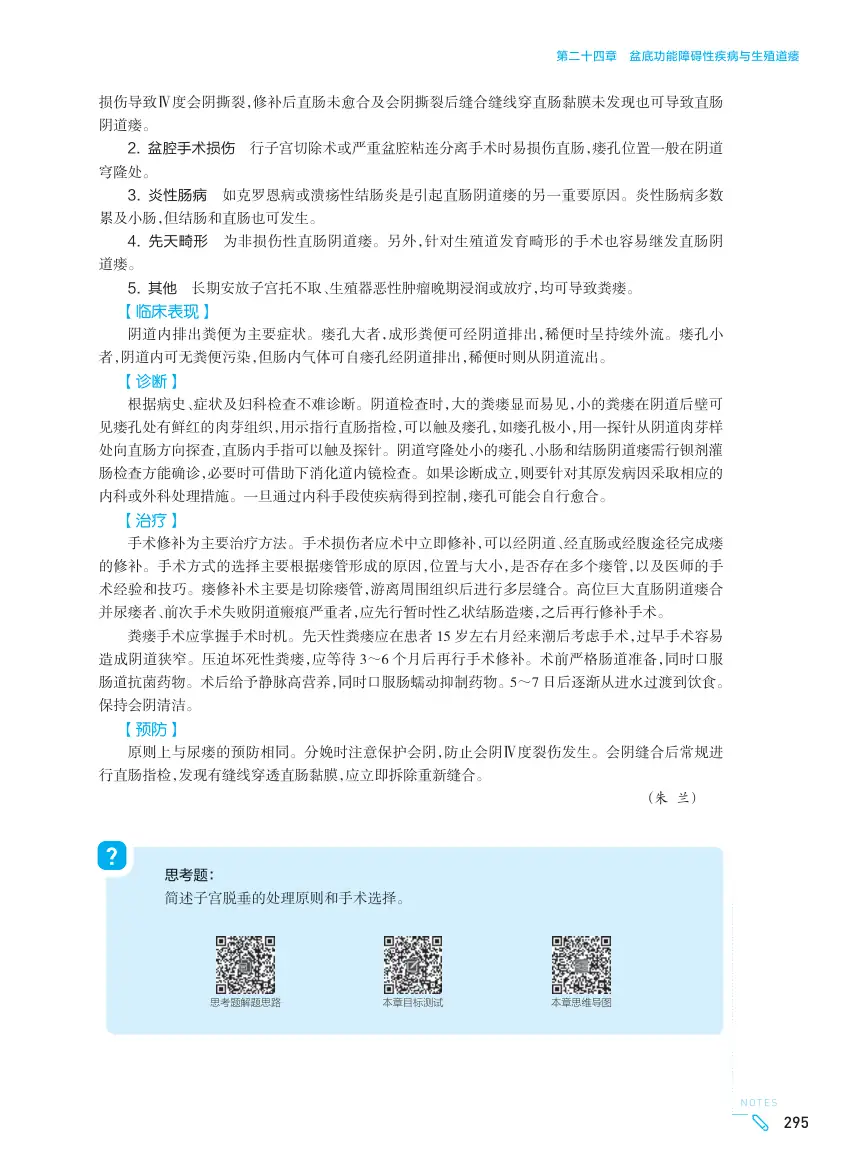 第二十四章 盆底功能障碍性疾病与生殖道瘘
损伤导致Ⅳ度会阴撕裂,修补后直肠未愈合及会阴撕裂后缝合缝线穿直肠黏膜未发现也可导致直肠
阴道瘘。
2. 盆腔手术损伤 行子宫切除术或严重盆腔粘连分离手术时易损伤直肠,瘘孔位置一般在阴道
穹隆处。
3. 炎性肠病 如克罗恩病或溃疡性结肠炎是引起直肠阴道瘘的另一重要原因。炎性肠病多数
累及小肠,但结肠和直肠也可发生。
4. 先天畸形 为非损伤性直肠阴道瘘。另外,针对生殖道发育畸形的手术也容易继发直肠阴
道瘘。
5. 其他 长期安放子宫托不取、生殖器恶性肿瘤晚期浸润或放疗,均可导致粪瘘。
【临床表现】
阴道内排出粪便为主要症状。瘘孔大者,成形粪便可经阴道排出,稀便时呈持续外流。瘘孔小
者,阴道内可无粪便污染,但肠内气体可自瘘孔经阴道排出,稀便时则从阴道流出。
【诊断】
根据病史、症状及妇科检查不难诊断。阴道检查时,大的粪瘘显而易见,小的粪瘘在阴道后壁可
见瘘孔处有鲜红的肉芽组织,用示指行直肠指检,可以触及瘘孔,如瘘孔极小,用一探针从阴道肉芽样
处向直肠方向探查,直肠内手指可以触及探针。阴道穹隆处小的瘘孔、小肠和结肠阴道瘘需行钡剂灌
肠检查方能确诊,必要时可借助下消化道内镜检查。如果诊断成立,则要针对其原发病因采取相应的
内科或外科处理措施。一旦通过内科手段使疾病得到控制,瘘孔可能会自行愈合。
【治疗】
手术修补为主要治疗方法。手术损伤者应术中立即修补,可以经阴道、经直肠或经腹途径完成瘘
的修补。手术方式的选择主要根据瘘管形成的原因,位置与大小,是否存在多个瘘管,以及医师的手
术经验和技巧。瘘修补术主要是切除瘘管,游离周围组织后进行多层缝合。高位巨大直肠阴道瘘合
并尿瘘者、前次手术失败阴道瘢痕严重者,应先行暂时性乙状结肠造瘘,之后再行修补手术。
粪瘘手术应掌握手术时机。先天性粪瘘应在患者 15 岁左右月经来潮后考虑手术,过早手术容易
造成阴道狭窄。压迫坏死性粪瘘,应等待 3～6 个月后再行手术修补。术前严格肠道准备,同时口服
肠道抗菌药物。术后给予静脉高营养,同时口服肠蠕动抑制药物。5～7 日后逐渐从进水过渡到饮食。
保持会阴清洁。
【预防】
原则上与尿瘘的预防相同。分娩时注意保护会阴,防止会阴Ⅳ度裂伤发生。会阴缝合后常规进
行直肠指检,发现有缝线穿透直肠黏膜,应立即拆除重新缝合。
(朱 兰)
?
思考题:
简述子宫脱垂的处理原则和手术选择。
思考题解题思路 本章目标测试 本章思维导图
NOTES
295